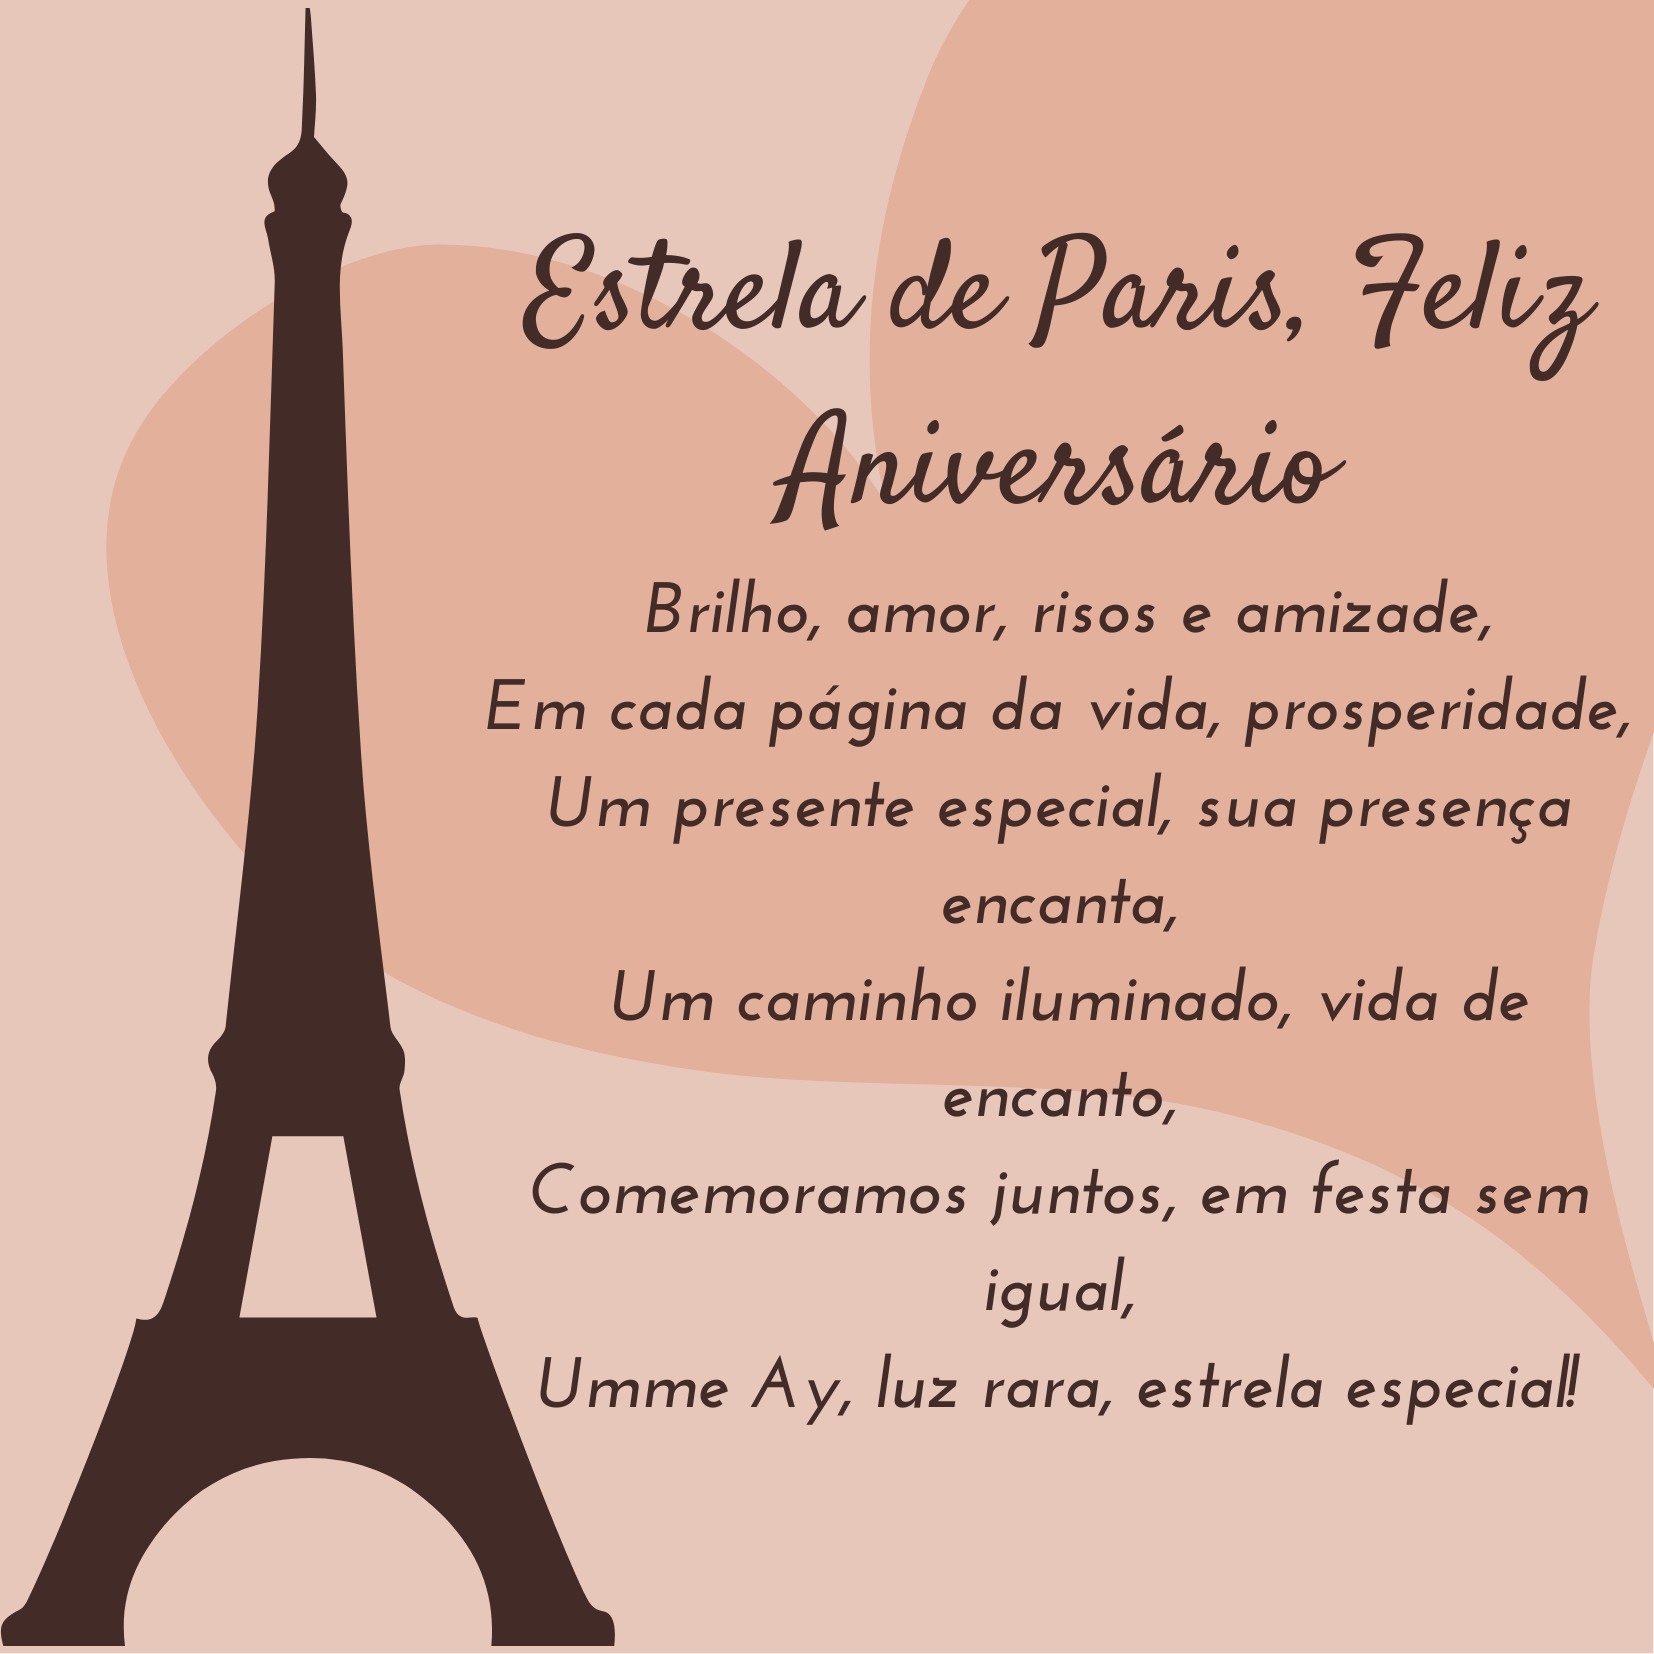 Estrela de Paris, Feliz
Aniversário
Brilho, amor, risos e amizade,
Em cada página da vida, prosperidade,
Um presente especial, sua presença
encanta,
Um caminho iluminado, vida de
encanto,
Comemoramos juntos, em festa sem
igual,
Umme Ay, luz rara, estrela especial!